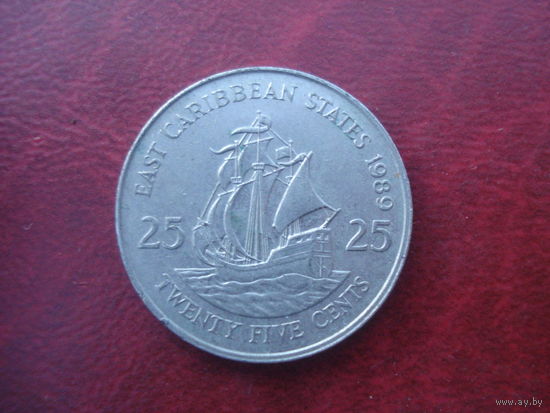 EAST CARIBBEAN STATES 1989
25 25
TWENTY FIVE CENTS
www.ay.by